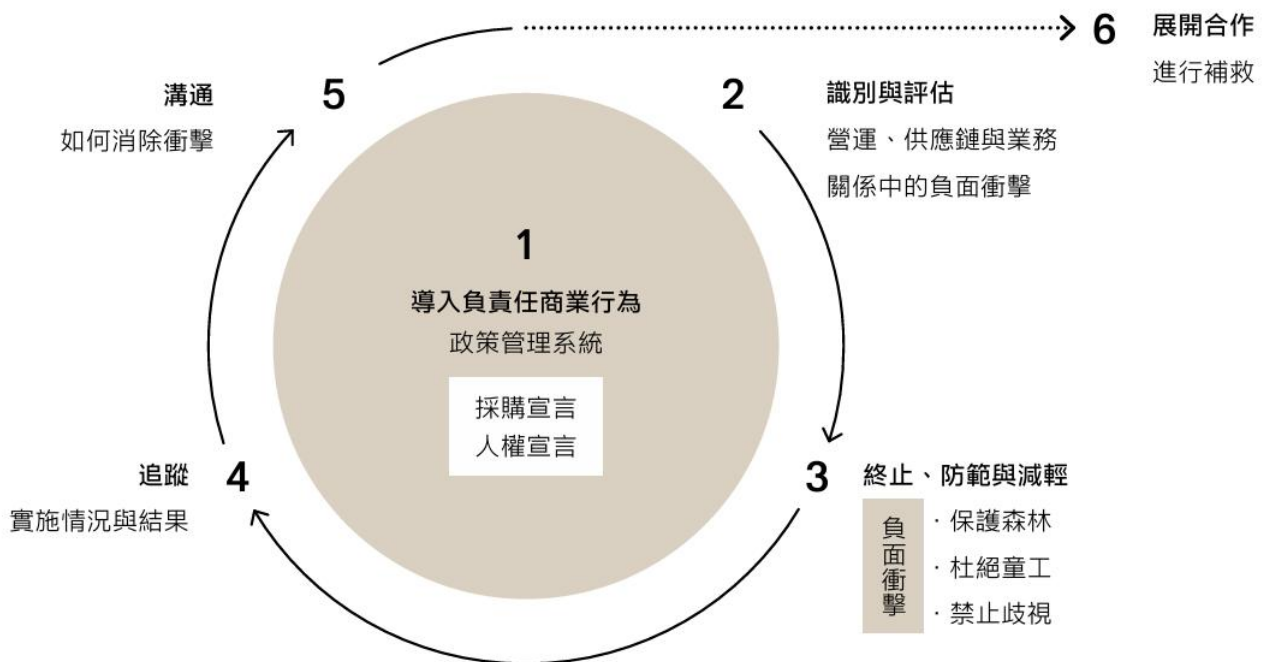 1
導入負責任商業行為
政策管理系統
採購宣言
人權宣言
2
識別與評估
營運、供應鏈與業務
關係中的負面衝擊
3
終止、防範與減輕
負面衝擊
· 保護森林
· 杜絕童工
· 禁止歧視
4
追蹤
實施情況與結果
5
溝通
如何消除衝擊
6
展開合作
進行補救